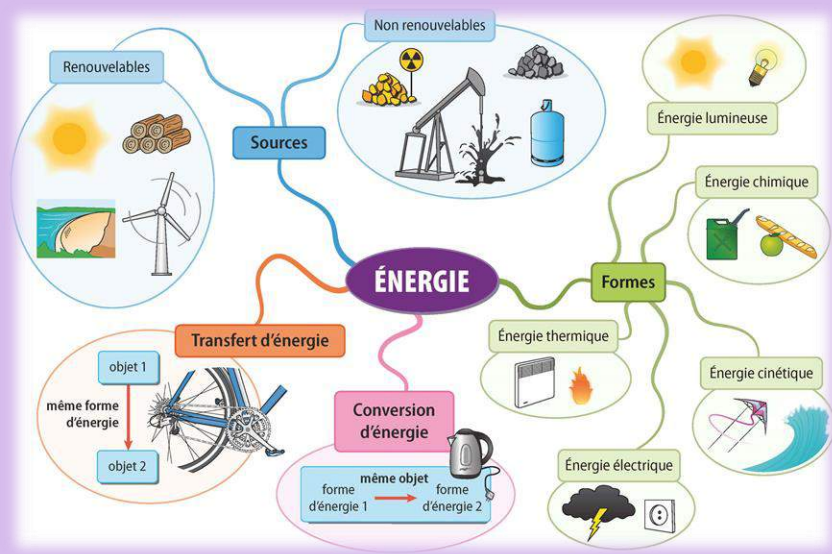 Non renouvelables
Renouvelables
Sources
Énergie lumineuse
Énergie chimique
ÉNERGIE
Formes
Transfert d'énergie
Énergie thermique
objet 1
même forme
d'énergie
objet 2
Énergie cinétique
Conversion
d'énergie
Énergie électrique
même objet
forme
d'énergie 1
forme
d'énergie 2